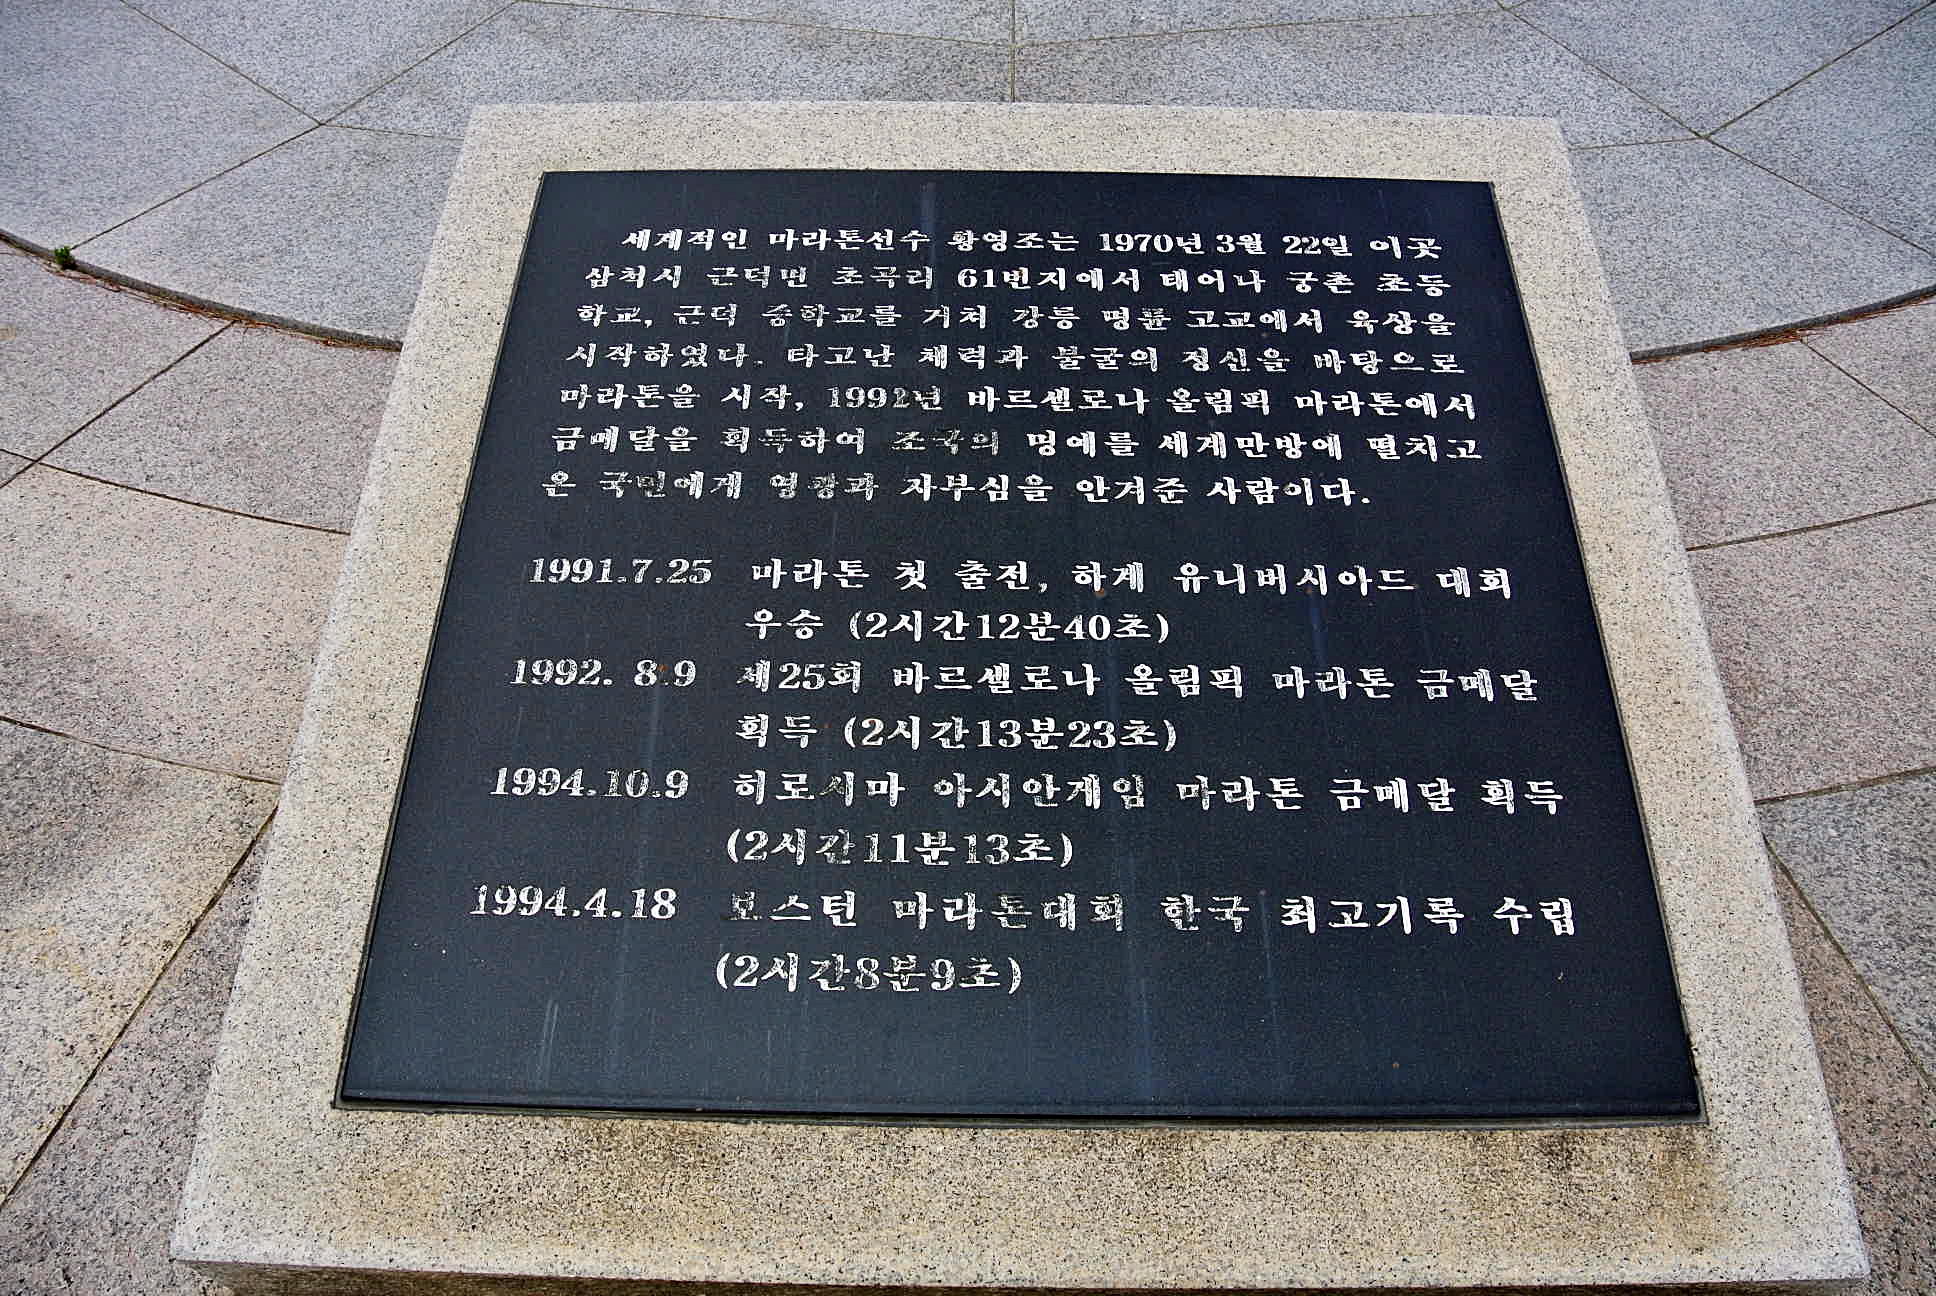 세계적인 마라톤선수 황영조는 1970년 3월 22일 이곳
삼척시 근덕면 초곡리 61번지에서 태어나 궁촌 초등
학교, 근덕 중학교를 거쳐 강릉 명륜 고교에서 육상을
시작하였다. 타고난 체력과 불굴의 정신을 바탕으로
마라톤을 시작, 1992년 바르셀로나 올림픽 마라톤에서
금메달을 획득하여 조국의 명예를 세계만방에 떨치고
온 국민에게 영광과 자부심을 안겨준 사람이다.
1991.7.25 마라톤 첫 출전, 하계 유니버시아드 대회
우승 (2시간12분40초)
1992. 8.9 제25회 바르셀로나 올림픽 마라톤 금메달
획득 (2시간13분23초)
1994.10.9 히로시마 아시안게임 마라톤 금메달 획득
(2시간11분13초)
1994.4.18 보스턴 마라톤대회 한국 최고기록 수립
(2시간8분9초)